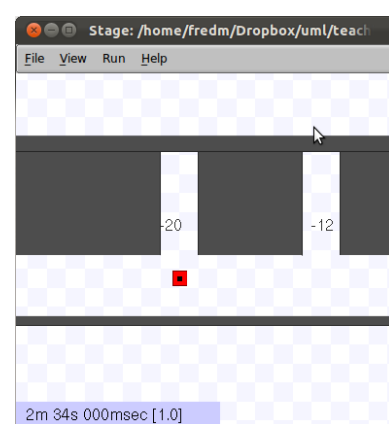 Stage: /home/fredm/Dropbox/uml/teach
File View Run Help
-20 -12
2m 34s 000msec [1.0]